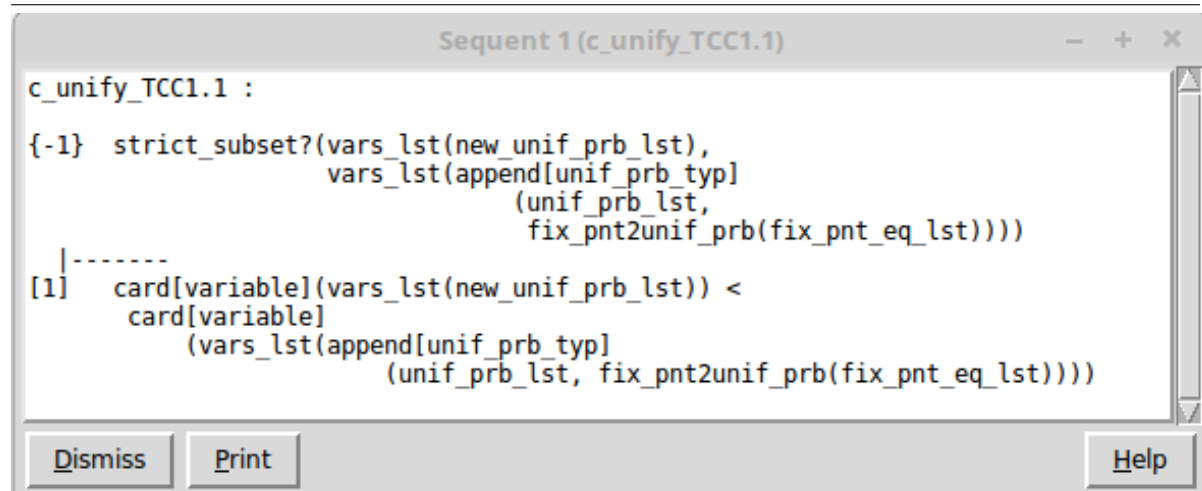 Sequent 1 (c_unify_TCC1.1)
c_unify_TCC1.1 :
{-1}  strict_subset?(vars_lst(new_unif_prb_lst),
                     vars_lst(append[unif_prb_typ]
                                  (unif_prb_lst,
                                   fix_pnt2unif_prb(fix_pnt_eq_lst))))
  |-------
[1]   card[variable](vars_lst(new_unif_prb_lst)) <
       card[variable]
           (vars_lst(append[unif_prb_typ]
                         (unif_prb_lst, fix_pnt2unif_prb(fix_pnt_eq_lst))))
Dismiss Print Help